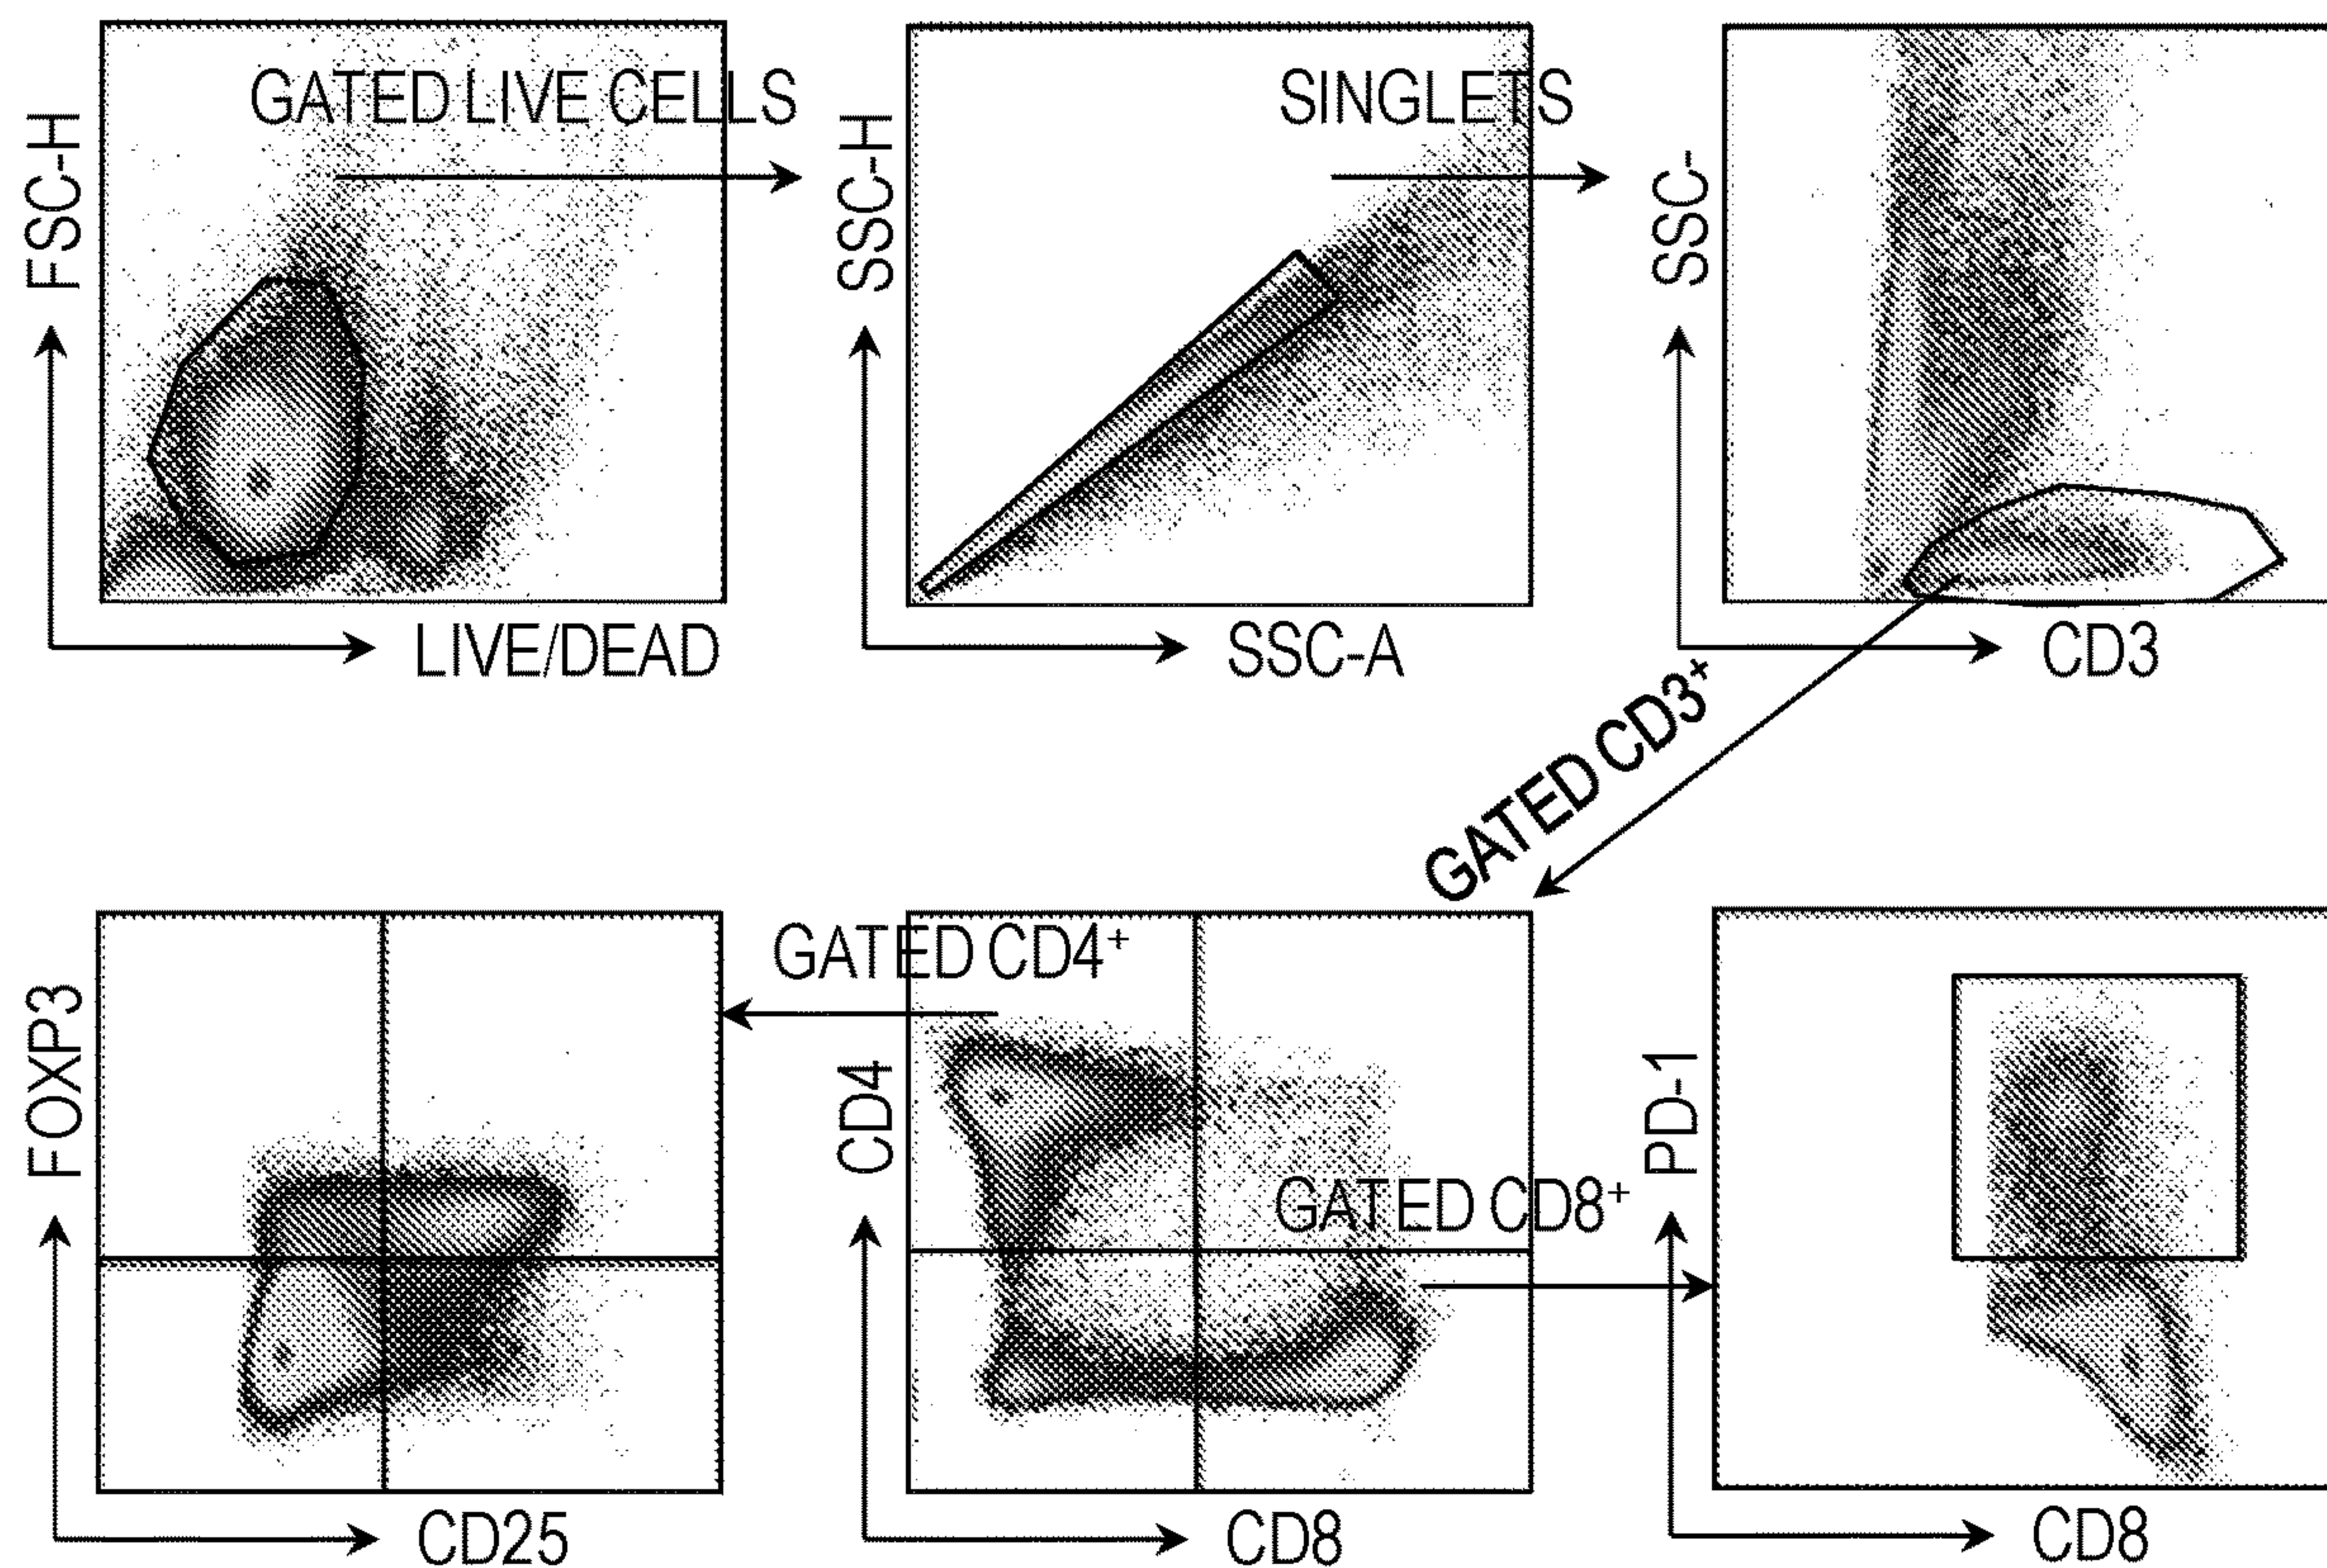 FSC-H
GATED LIVE CELLS
LIVE/DEAD
SSC-H
SINGLETS
SSC-A
SSC-
CD3
GATED CD3⁺
FOXP3
GATED CD4⁺
CD25
CD4
GATED CD8⁺
CD8
PD-1
CD8